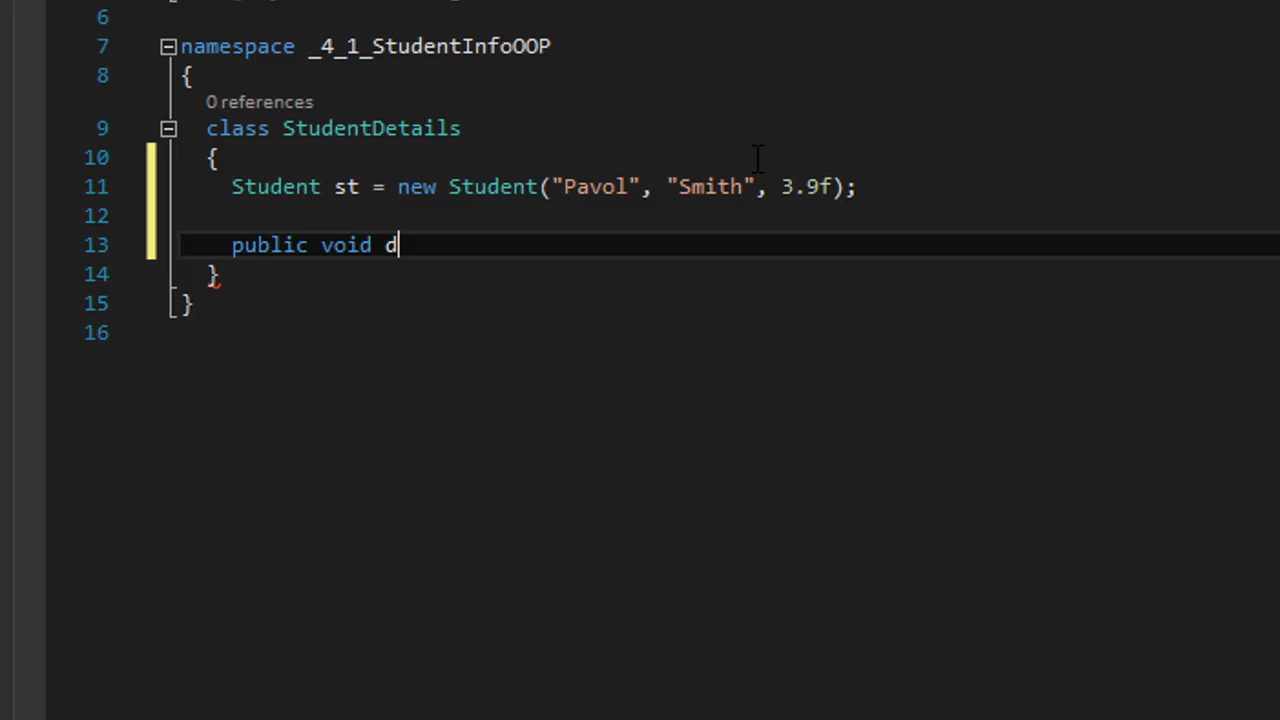 6
7 namespace _4_1_StudentInfoOOP
8 {
0 references
9 class StudentDetails
10 {
11 Student st = new Student("Pavol", "Smith", 3.9f);
12
13 public void d
14 }
15 }
16